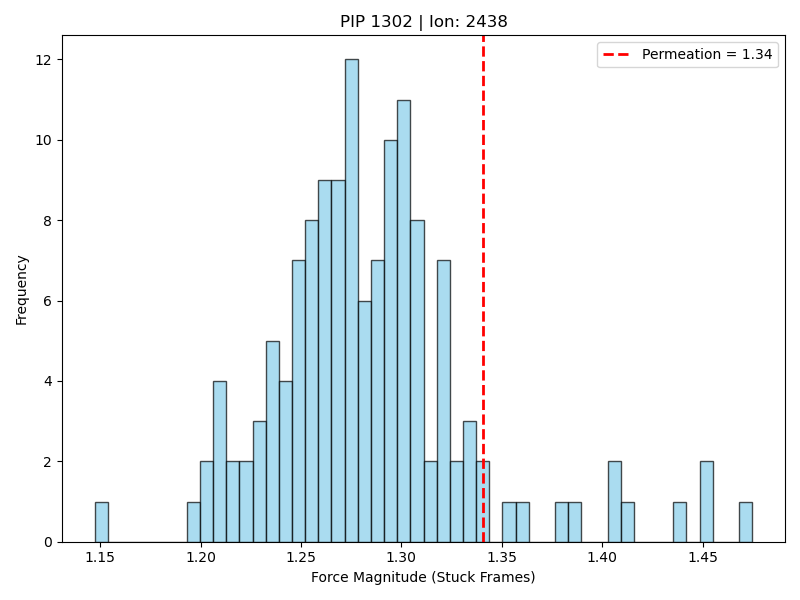 PIP 1302 | Ion: 2438
Permeation = 1.34
12
10
8
6
4
2
0
Frequency
1.15 1.20 1.25 1.30 1.35 1.40 1.45
Force Magnitude (Stuck Frames)